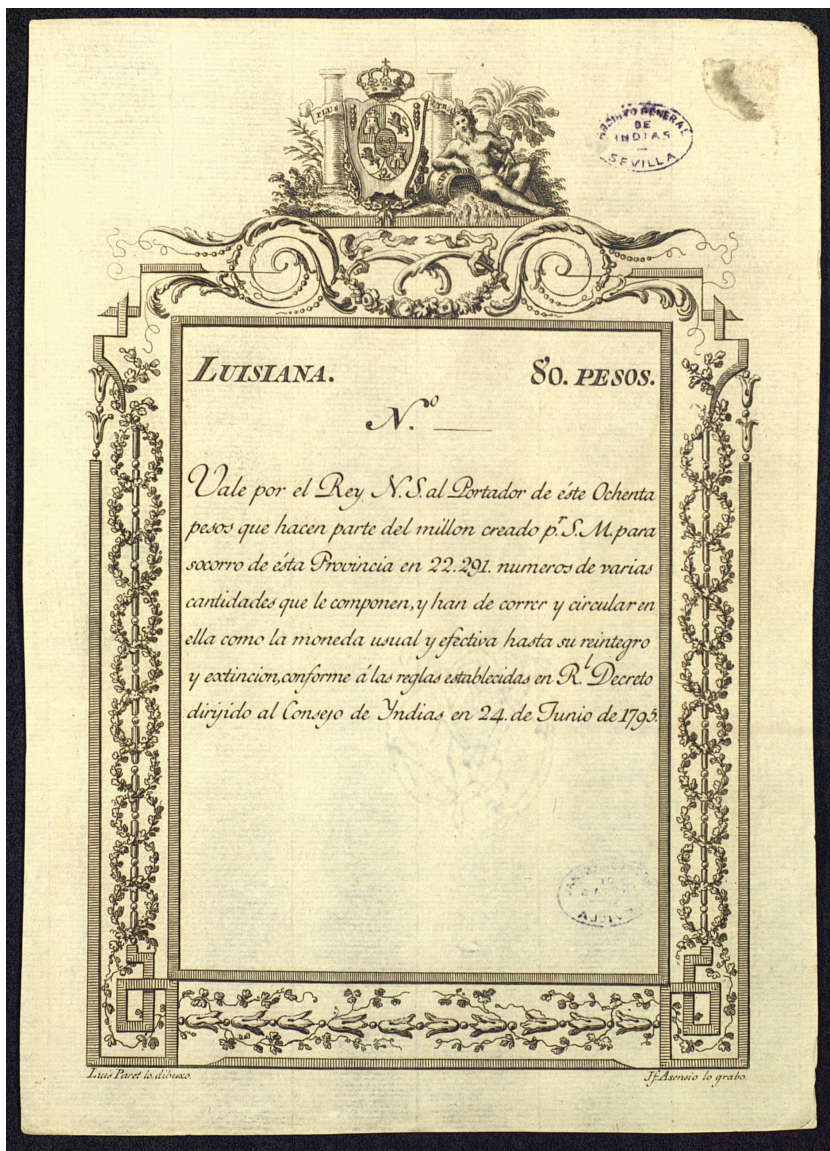 PLUS
VLTRA
ARCHIVO GENERAL
DE
INDIAS
SEVILLA
LUISIANA. 80. PESOS.
N.º
Vale por el Rey N. S. al Portador de éste Ochenta
pesos que hacen parte del millon creado p.r S. M. para
socorro de ésta Provincia en 22.291. numeros de varias
cantidades que le componen, y han de correr y circular en
ella como la moneda usual y efectiva hasta su reintegro
y extincion, conforme á las reglas establecidas en R.l Decreto
dirijido al Consejo de Yndias en 24. de Junio de 1795.
Luis Paret lo dibuxo.
Jf. Asensio lo grabo.